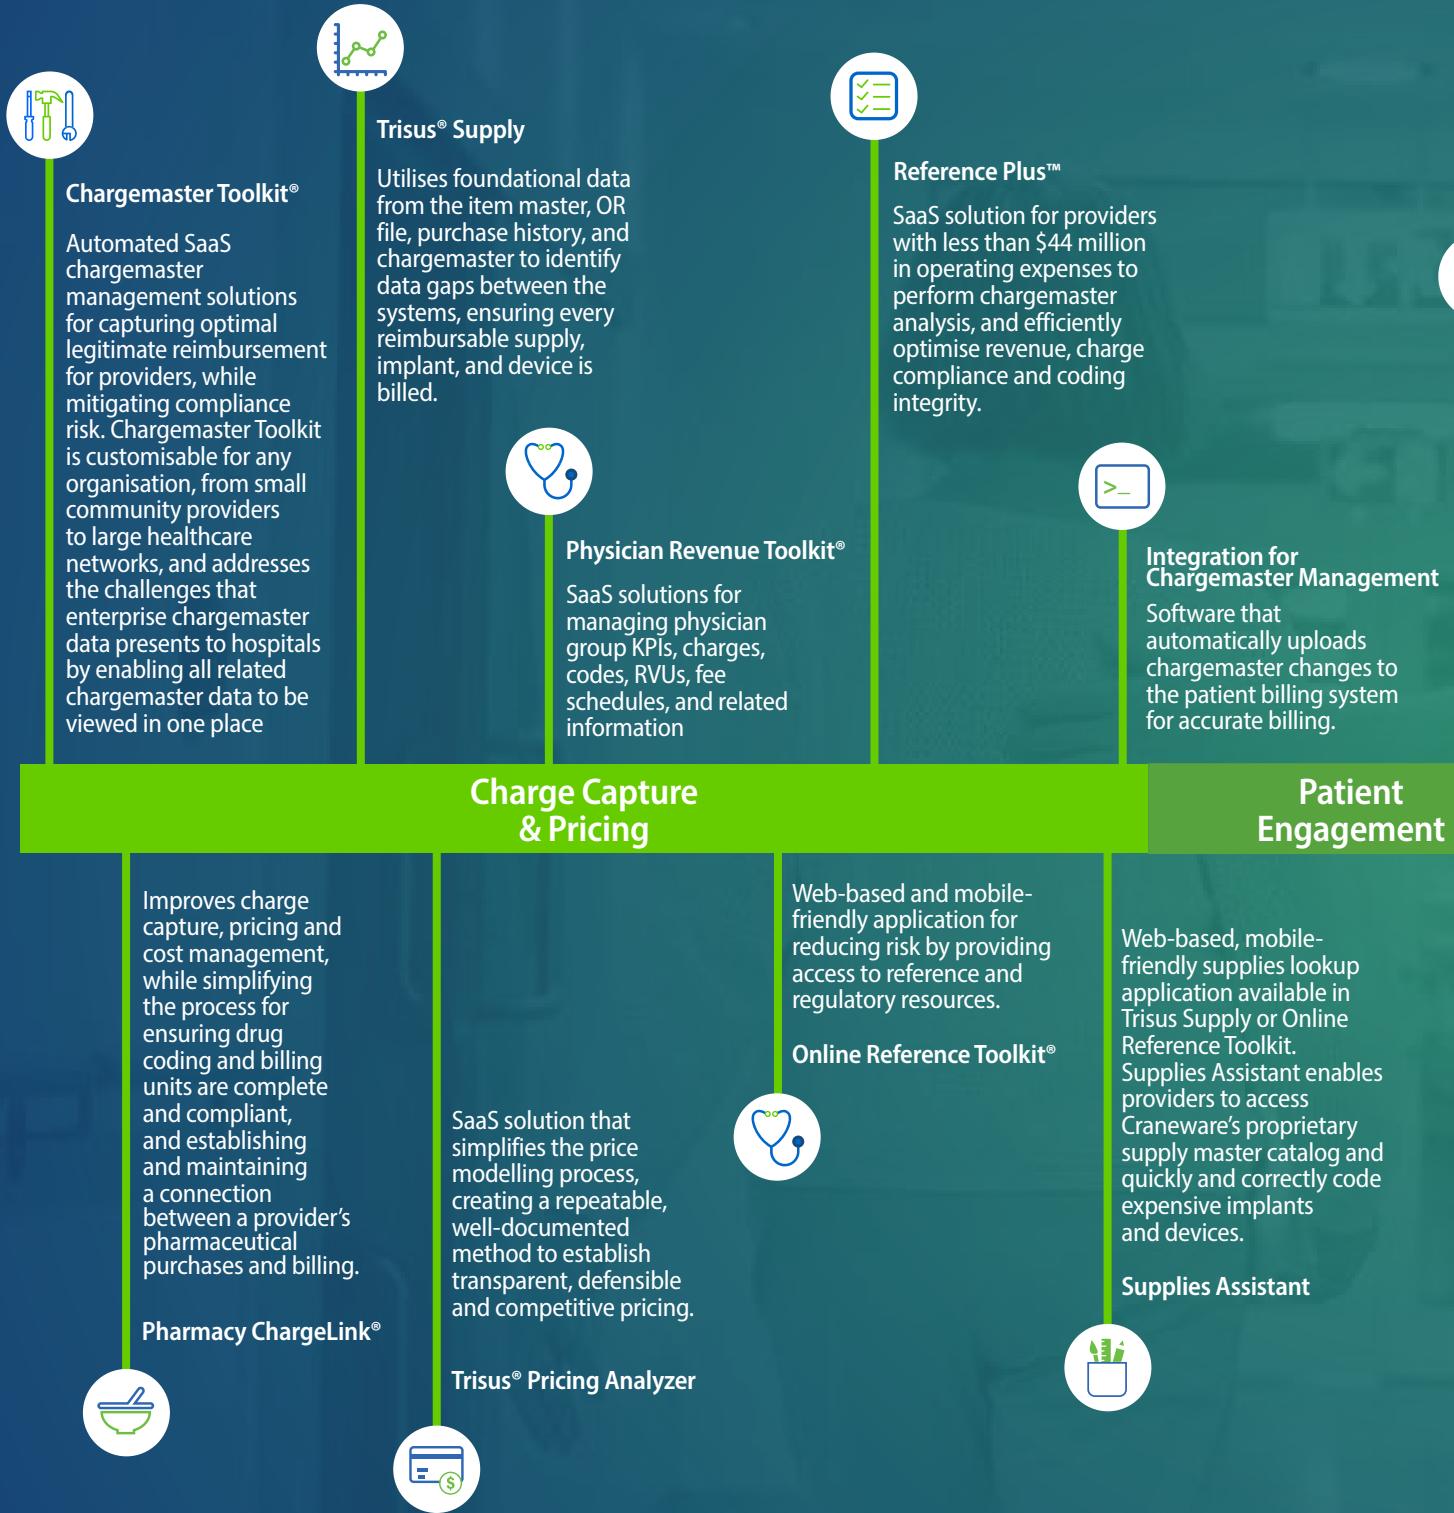 Chargemaster Toolkit®
Automated SaaS
chargemaster
management solutions
for capturing optimal
legitimate reimbursement
for providers, while
mitigating compliance
risk. Chargemaster Toolkit
is customisable for any
organisation, from small
community providers
to large healthcare
networks, and addresses
the challenges that
enterprise chargemaster
data presents to hospitals
by enabling all related
chargemaster data to be
viewed in one place
Trisus® Supply
Utilises foundational data
from the item master, OR
file, purchase history, and
chargemaster to identify
data gaps between the
systems, ensuring every
reimbursable supply,
implant, and device is
billed.
Physician Revenue Toolkit®
SaaS solutions for
managing physician
group KPIs, charges,
codes, RVUs, fee
schedules, and related
information
Reference Plus™
SaaS solution for providers
with less than $44 million
in operating expenses to
perform chargemaster
analysis, and efficiently
optimise revenue, charge
compliance and coding
integrity.
>_
Integration for
Chargemaster Management
Software that
automatically uploads
chargemaster changes to
the patient billing system
for accurate billing.
Charge Capture
& Pricing
Patient
Engagement
Improves charge
capture, pricing and
cost management,
while simplifying
the process for
ensuring drug
coding and billing
units are complete
and compliant,
and establishing
and maintaining
a connection
between a provider’s
pharmaceutical
purchases and billing.
Pharmacy ChargeLink®
SaaS solution that
simplifies the price
modelling process,
creating a repeatable,
well-documented
method to establish
transparent, defensible
and competitive pricing.
Trisus® Pricing Analyzer
$
Web-based and mobile-
friendly application for
reducing risk by providing
access to reference and
regulatory resources.
Online Reference Toolkit®
Web-based, mobile-
friendly supplies lookup
application available in
Trisus Supply or Online
Reference Toolkit.
Supplies Assistant enables
providers to access
Craneware’s proprietary
supply master catalog and
quickly and correctly code
expensive implants
and devices.
Supplies Assistant